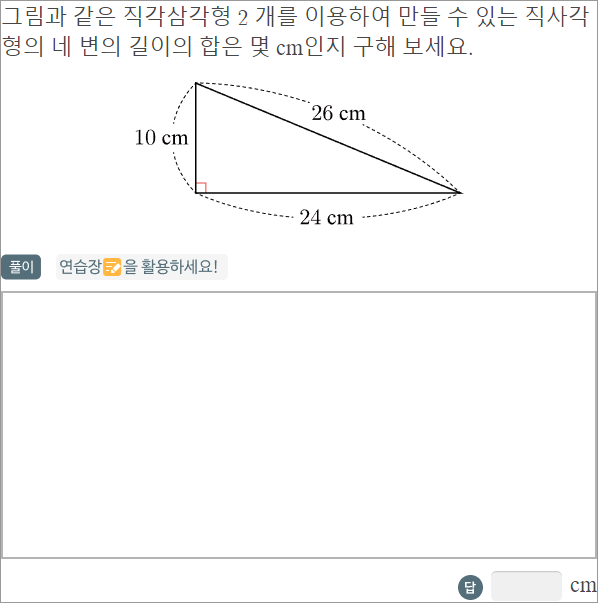 그림과 같은 직각삼각형 2 개를 이용하여 만들 수 있는 직사각
형의 네 변의 길이의 합은 몇 cm인지 구해 보세요.
26 cm
10 cm
24 cm
풀이 연습장을 활용하세요!
답 cm